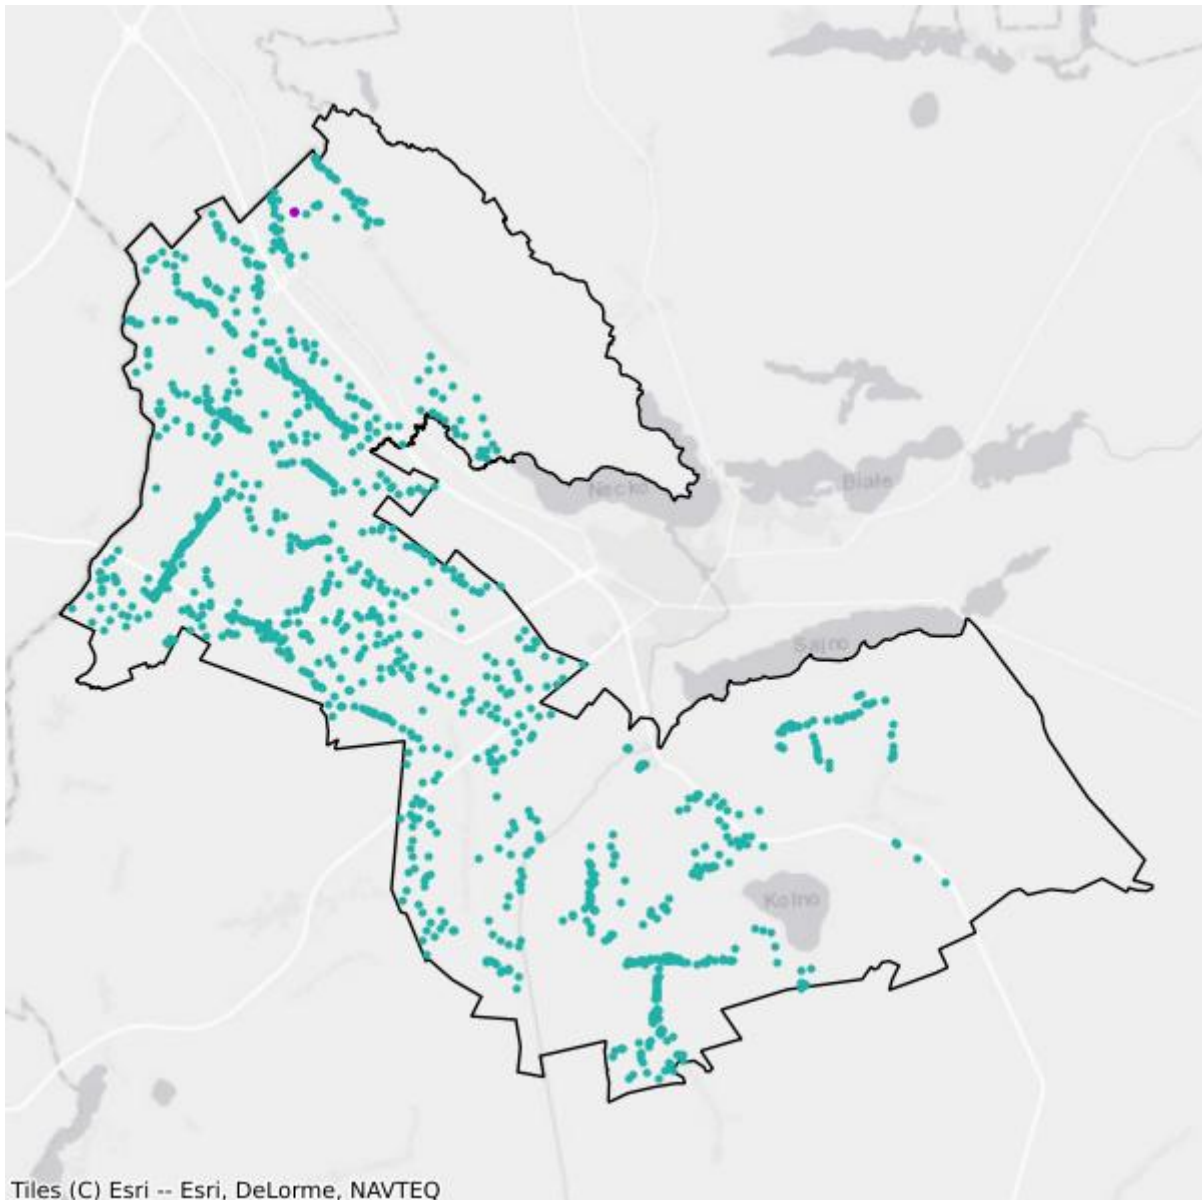 Necko
Białe
Sajno
Kolno
Tiles (C) Esri -- Esri, DeLorme, NAVTEQ